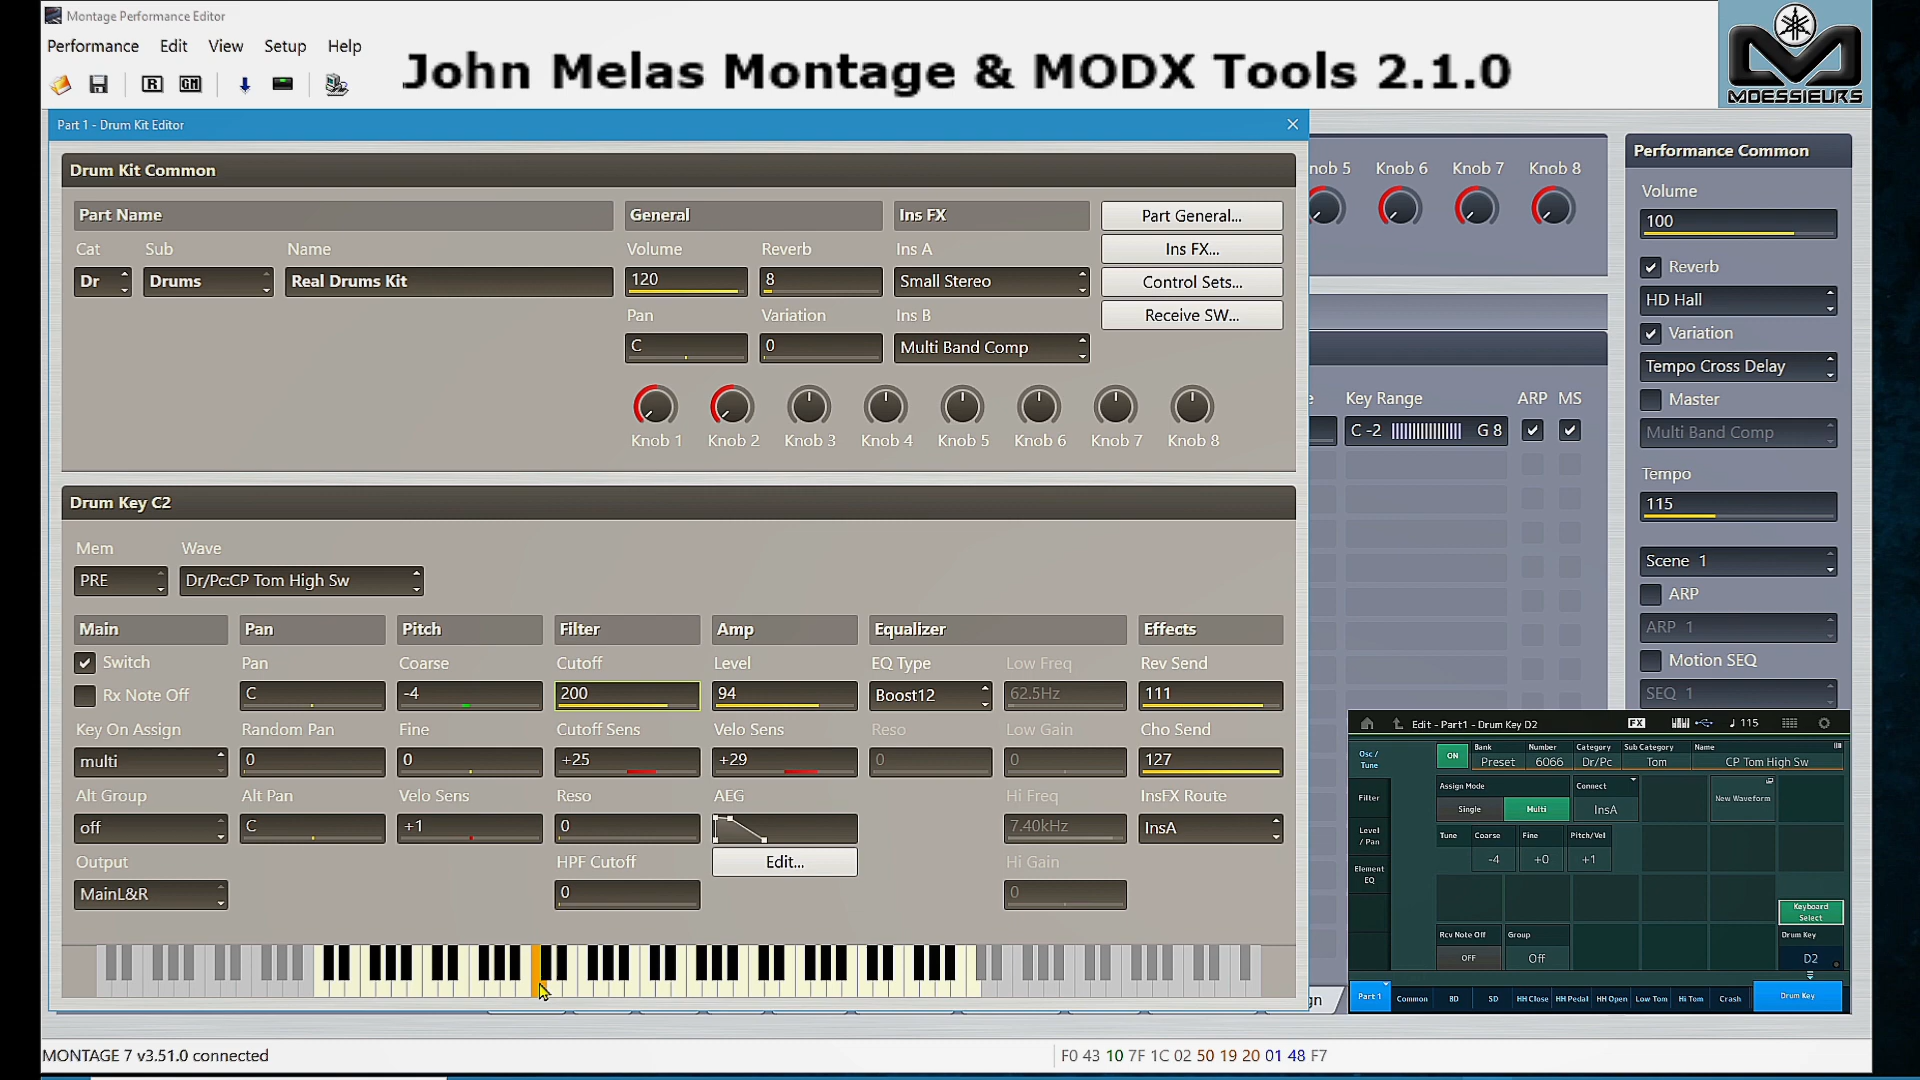 Montage Performance Editor
Performance Edit View Setup Help
John Melas Montage & MODX Tools 2.1.0
MOESSIEURS
R GM
Part 1 - Drum Kit Editor
Drum Kit Common
Part Name General Ins FX Part General...
Cat Sub Name Volume Reverb Ins A Ins FX...
Dr Drums Real Drums Kit 120 8 Small Stereo Control Sets...
Pan Variation Ins B Receive SW...
C 0 Multi Band Comp
Knob 1 Knob 2 Knob 3 Knob 4 Knob 5 Knob 6 Knob 7 Knob 8
Drum Key C2
Mem Wave
PRE Dr/Pc:CP Tom High Sw
Main Pan Pitch Filter Amp Equalizer Effects
Switch Pan Coarse Cutoff Level EQ Type Low Freq Rev Send
Rx Note Off C -4 200 94 Boost12 62.5Hz 111
Key On Assign Random Pan Fine Cutoff Sens Velo Sens Reso Low Gain Cho Send
multi 0 0 +25 +29 0 0 127
Alt Group Alt Pan Velo Sens Reso AEG Hi Freq InsFX Route
off C +1 0 7.40kHz InsA
Output HPF Cutoff Edit... Hi Gain
MainL&R 0 0
nob 5 Knob 6 Knob 7 Knob 8
e Key Range ARP MS
C -2 G 8
gn
Performance Common
Volume
100
Reverb
HD Hall
Variation
Tempo Cross Delay
Master
Multi Band Comp
Tempo
115
Scene 1
ARP
ARP 1
Motion SEQ
SEQ 1
Edit - Part1 - Drum Key D2 FX 115
Osc / Tune ON Bank Number Category Sub Category Name
Preset 6066 Dr/Pc Tom CP Tom High Sw
Filter Assign Mode Connect New Waveform
Single Multi InsA
Level / Pan Tune Coarse Fine Pitch/Vel
-4 +0 +1
Element EQ
Keyboard Select
Rcv Note Off Group Drum Key
OFF Off D2
Part 1 Common BD SD HH Close HH Pedal HH Open Low Tom Hi Tom Crash Drum Key
MONTAGE 7 v3.51.0 connected F0 43 10 7F 1C 02 50 19 20 01 48 F7